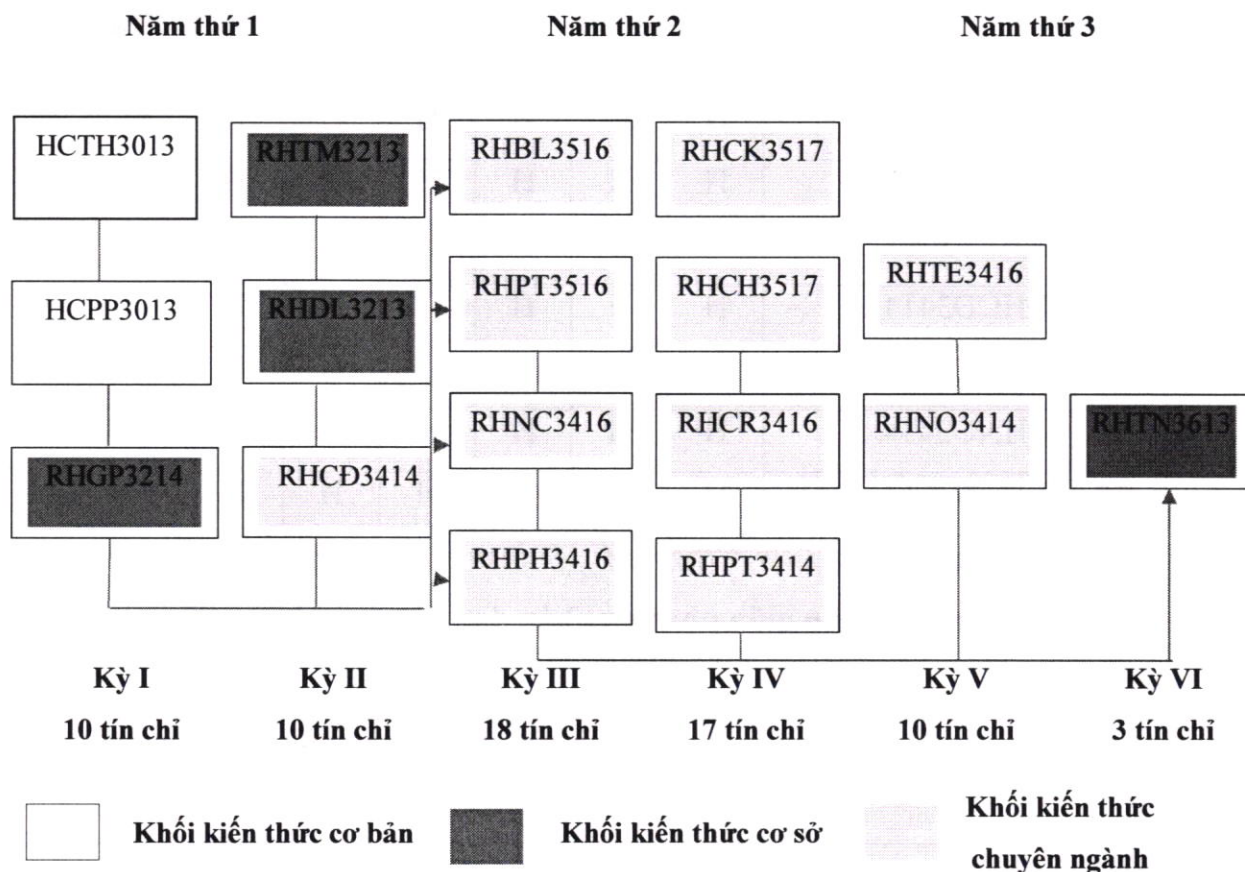 Năm thứ 1
Năm thứ 2
Năm thứ 3
HCTH3013
RHTM3213
RHBL3516
RHCK3517
HCPP3013
RHDL3213
RHPT3516
RHCH3517
RHTE3416
RHGP3214
RHCĐ3414
RHNC3416
RHCR3416
RHNO3414
RHTN3613
RHPH3416
RHPT3414
Kỳ I
Kỳ II
Kỳ III
Kỳ IV
Kỳ V
Kỳ VI
10 tín chỉ
10 tín chỉ
18 tín chỉ
17 tín chỉ
10 tín chỉ
3 tín chỉ
Khối kiến thức cơ bản
Khối kiến thức cơ sở
Khối kiến thức
chuyên ngành